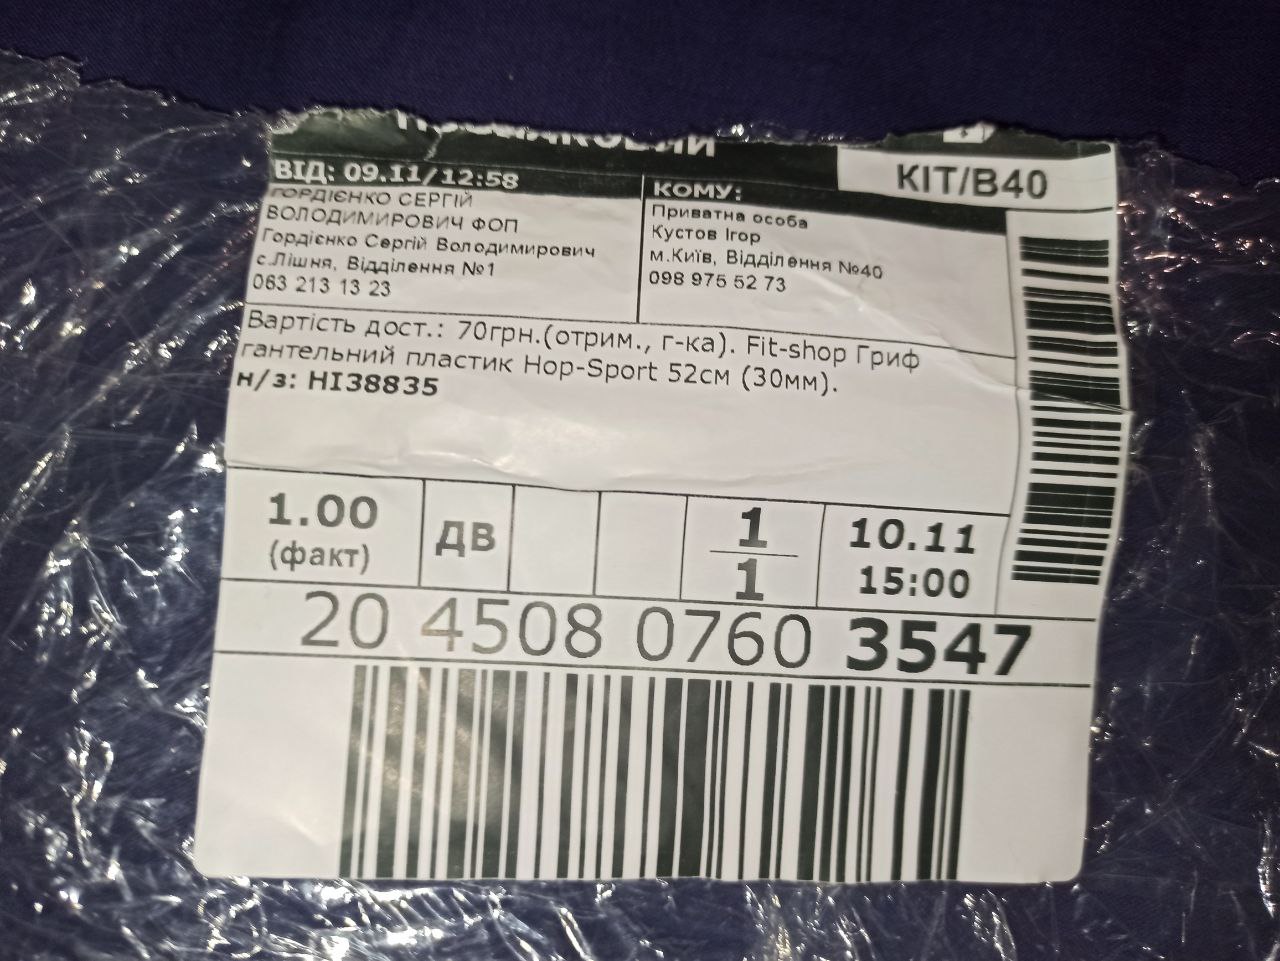 ВІД: 09.11/12:58
ГОРДІЄНКО СЕРГІЙ
ВОЛОДИМИРОВИЧ ФОП
Гордієнко Сергій Володимирович
с.Лішня, Відділення №1
063 213 13 23
КОМУ:
Приватна особа
Кустов Ігор
м.Київ, Відділення №40
098 975 52 73
КІТ/В40
Вартість дост.: 70грн.(отрим., г-ка). Fit-shop Гриф
гантельний пластик Hop-Sport 52см (30мм).
н/з: НІ38835
1.00
(факт)
ДВ
1
1
10.11
15:00
20 4508 0760 3547